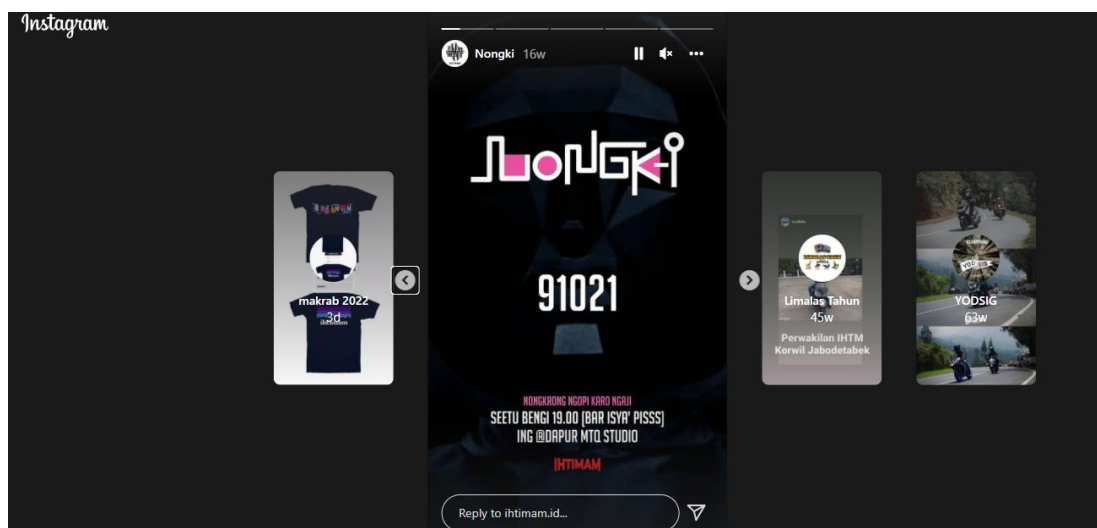 Instagram
Nongki 16w
NONGKI
91021
NONGKRONG NGOPI KARO NGAJI
SEETU BENGI 19.00 [BAR ISYA' PISSS]
ING @DAPUR MTQ STUDIO
IHTIMAM
Reply to ihtimam.id...
makrab 2022
3d
Limalas Tahun
45w
Perwakilan IHTM
Korwil Jabodetabek
YODSIG
63w